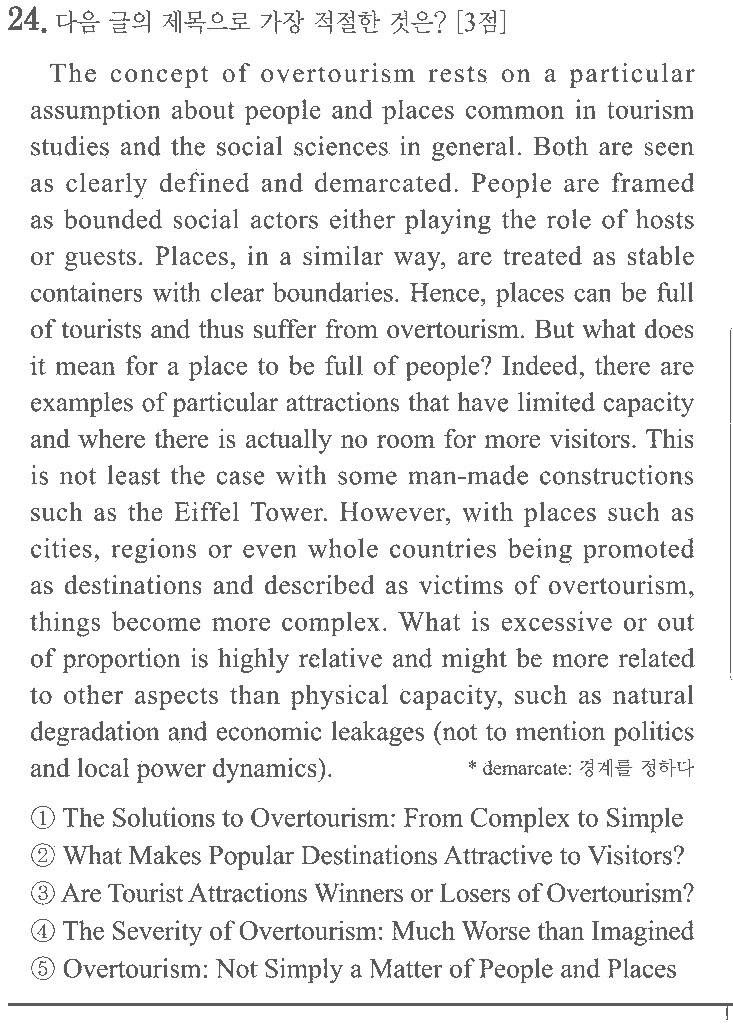 24. 다음 글의 제목으로 가장 적절한 것은? [3점]
The concept of overtourism rests on a particular
assumption about people and places common in tourism
studies and the social sciences in general. Both are seen
as clearly defined and demarcated. People are framed
as bounded social actors either playing the role of hosts
or guests. Places, in a similar way, are treated as stable
containers with clear boundaries. Hence, places can be full
of tourists and thus suffer from overtourism. But what does
it mean for a place to be full of people? Indeed, there are
examples of particular attractions that have limited capacity
and where there is actually no room for more visitors. This
is not least the case with some man-made constructions
such as the Eiffel Tower. However, with places such as
cities, regions or even whole countries being promoted
as destinations and described as victims of overtourism,
things become more complex. What is excessive or out
of proportion is highly relative and might be more related
to other aspects than physical capacity, such as natural
degradation and economic leakages (not to mention politics
and local power dynamics). * demarcate: 경계를 정하다
① The Solutions to Overtourism: From Complex to Simple
② What Makes Popular Destinations Attractive to Visitors?
③ Are Tourist Attractions Winners or Losers of Overtourism?
④ The Severity of Overtourism: Much Worse than Imagined
⑤ Overtourism: Not Simply a Matter of People and Places